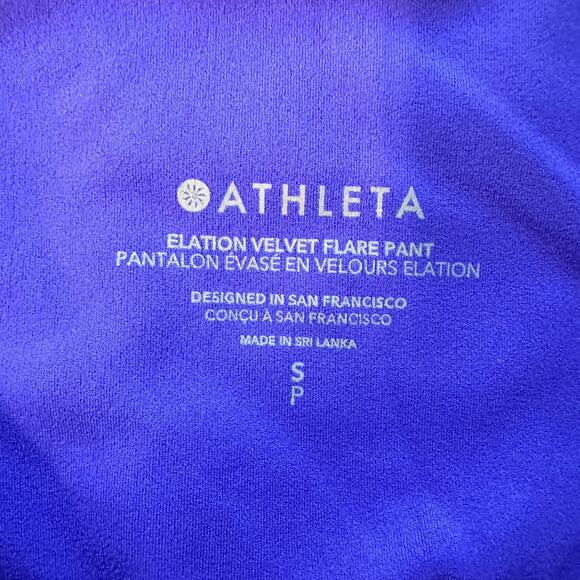 ATHLETA
ELATION VELVET FLARE PANT
PANTALON ÉVASÉ EN VELOURS ELATION
DESIGNED IN SAN FRANCISCO
CONÇU À SAN FRANCISCO
MADE IN SRI LANKA
S
P